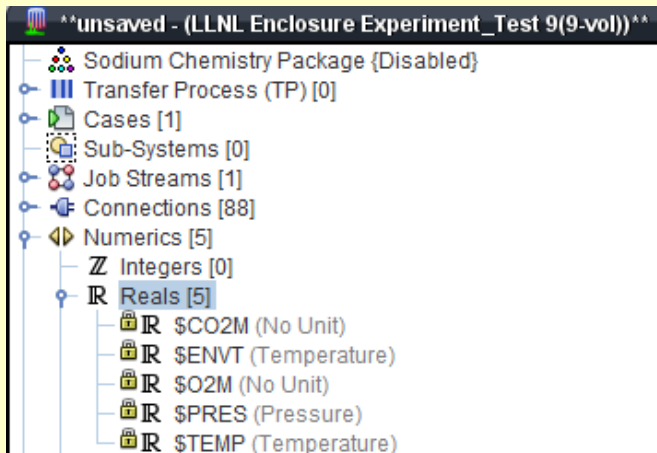 **unsaved - (LLNL Enclosure Experiment_Test 9(9-vol))**
Sodium Chemistry Package {Disabled}
Transfer Process (TP) [0]
Cases [1]
Sub-Systems [0]
Job Streams [1]
Connections [88]
Numerics [5]
ℤ Integers [0]
ℝ Reals [5]
ℝ $CO2M (No Unit)
ℝ $ENVT (Temperature)
ℝ $O2M (No Unit)
ℝ $PRES (Pressure)
ℝ $TEMP (Temperature)